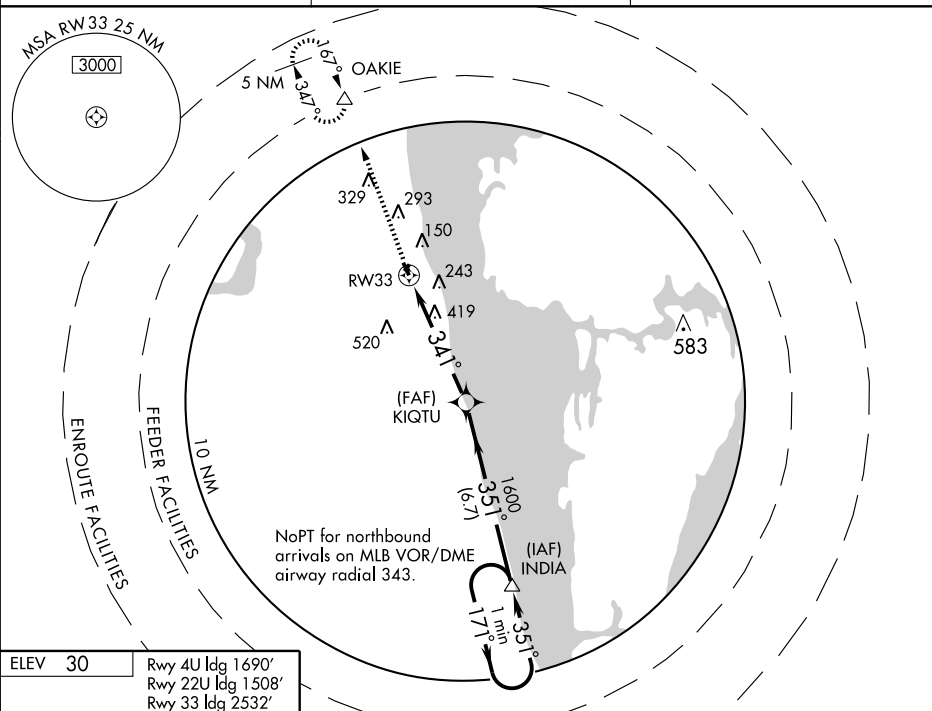 MSA RW33 25 NM
3000
5 NM
167°
347°
OAKIE
329
293
150
RW33
243
419
520
583
341°
(FAF)
KIQTU
ENROUTE FACILITIES
FEEDER FACILITIES
10 NM
1600
351°
(6.7)
NoPT for northbound
arrivals on MLB VOR/DME
airway radial 343.
(IAF)
INDIA
1 min
171°
351°
ELEV 30
Rwy 4U ldg 1690'
Rwy 22U ldg 1508'
Rwy 33 ldg 2532'